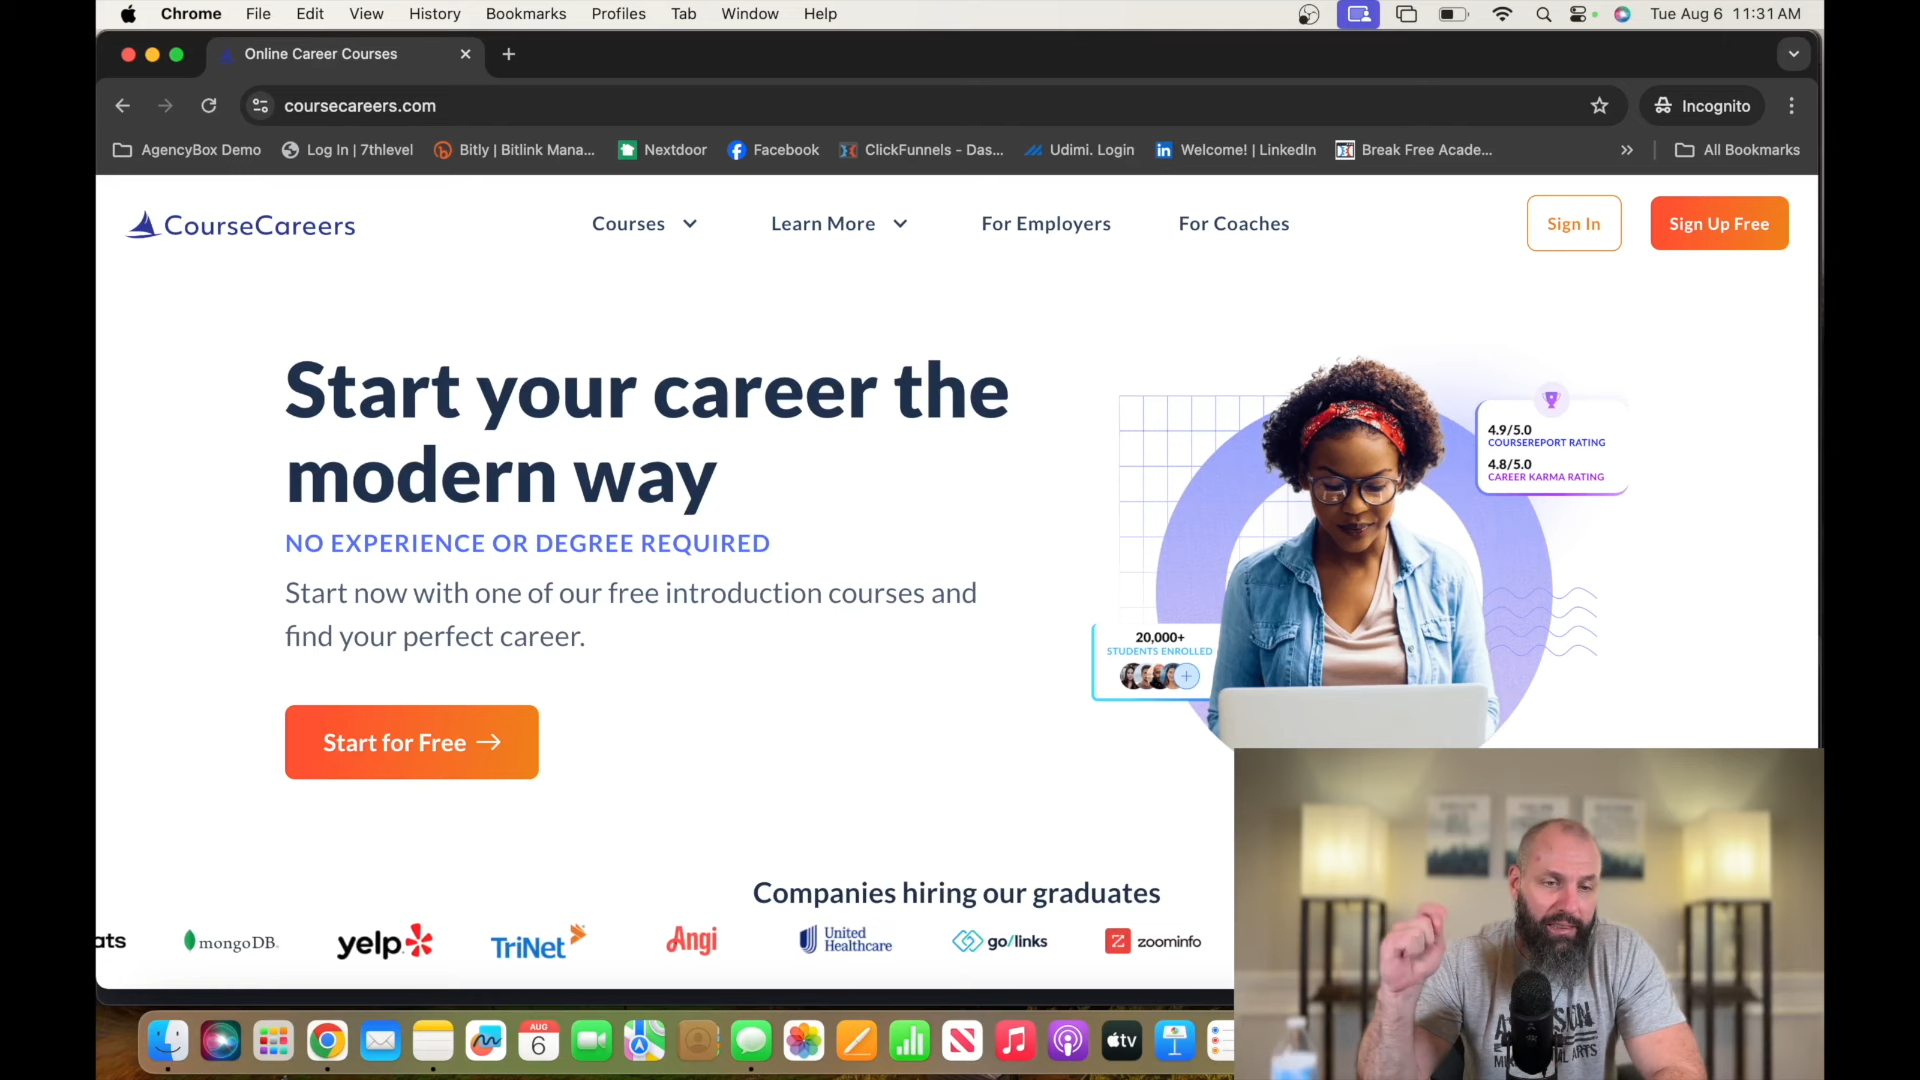 Chrome File Edit View History Bookmarks Profiles Tab Window Help Tue Aug 6 11:31 AM
Online Career Courses
coursecareers.com Incognito
AgencyBox Demo Log In | 7thlevel Bitly | Bitlink Mana... Nextdoor Facebook ClickFunnels - Das... Udimi. Login Welcome! | LinkedIn Break Free Acade... All Bookmarks
CourseCareers Courses Learn More For Employers For Coaches Sign In Sign Up Free
Start your career the
modern way
NO EXPERIENCE OR DEGREE REQUIRED
Start now with one of our free introduction courses and
find your perfect career.
Start for Free →
4.9/5.0
COURSEREPORT RATING
4.8/5.0
CAREER KARMA RATING
20,000+
STUDENTS ENROLLED
Companies hiring our graduates
ats mongoDB. yelp TriNet Angi United Healthcare go/links zoominfo
AUG
6
tv